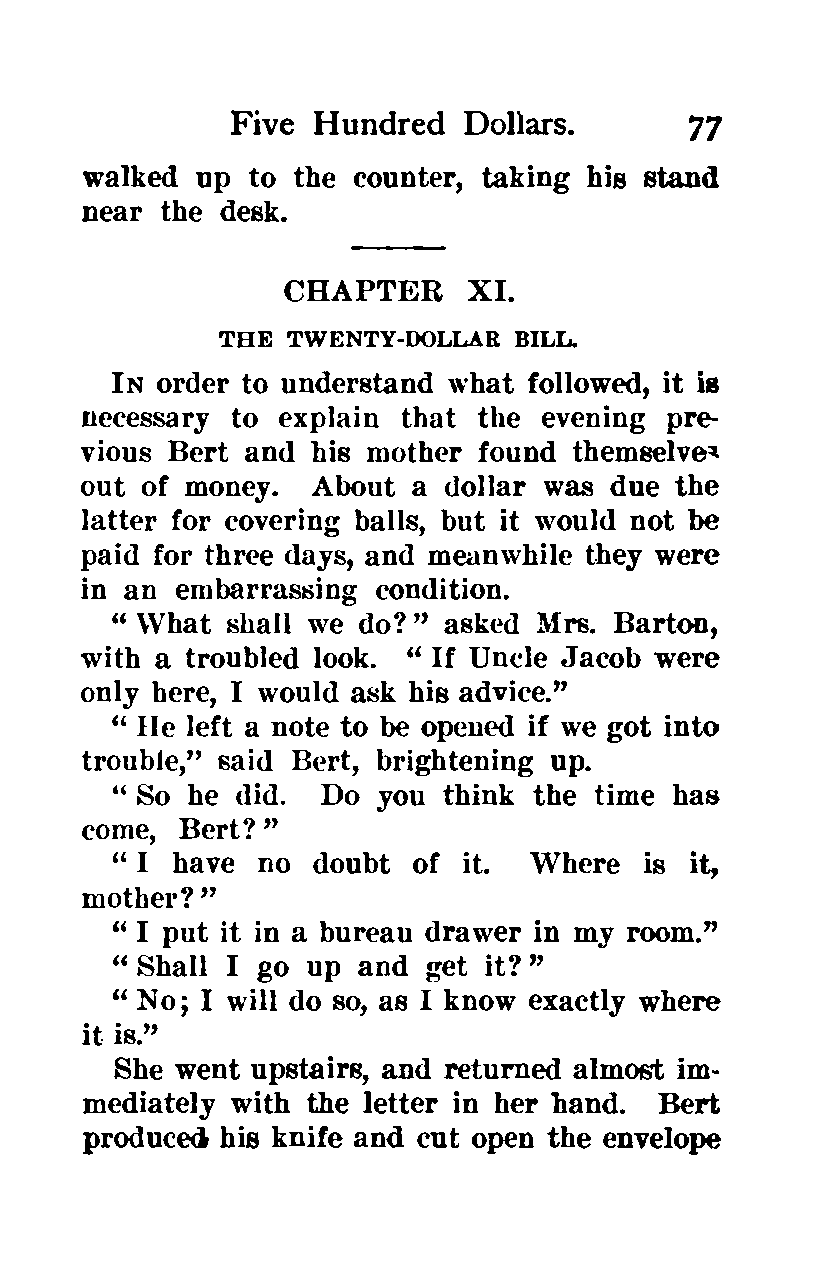 Five Hundred Dollars. 77
walked up to the counter, taking his stand
near the desk.
CHAPTER XI.
THE TWENTY-DOLLAR BILL.
IN order to understand what followed, it is
necessary to explain that the evening pre-
vious Bert and his mother found themselves
out of money. About a dollar was due the
latter for covering balls, but it would not be
paid for three days, and meanwhile they were
in an embarrassing condition.
“ What shall we do? ” asked Mrs. Barton,
with a troubled look. “ If Uncle Jacob were
only here, I would ask his advice.”
“ He left a note to be opened if we got into
trouble,” said Bert, brightening up.
“ So he did. Do you think the time has
come, Bert? ”
“ I have no doubt of it. Where is it,
mother? ”
“ I put it in a bureau drawer in my room.”
“ Shall I go up and get it? ”
“ No; I will do so, as I know exactly where
it is.”
She went upstairs, and returned almost im-
mediately with the letter in her hand. Bert
produced his knife and cut open the envelope